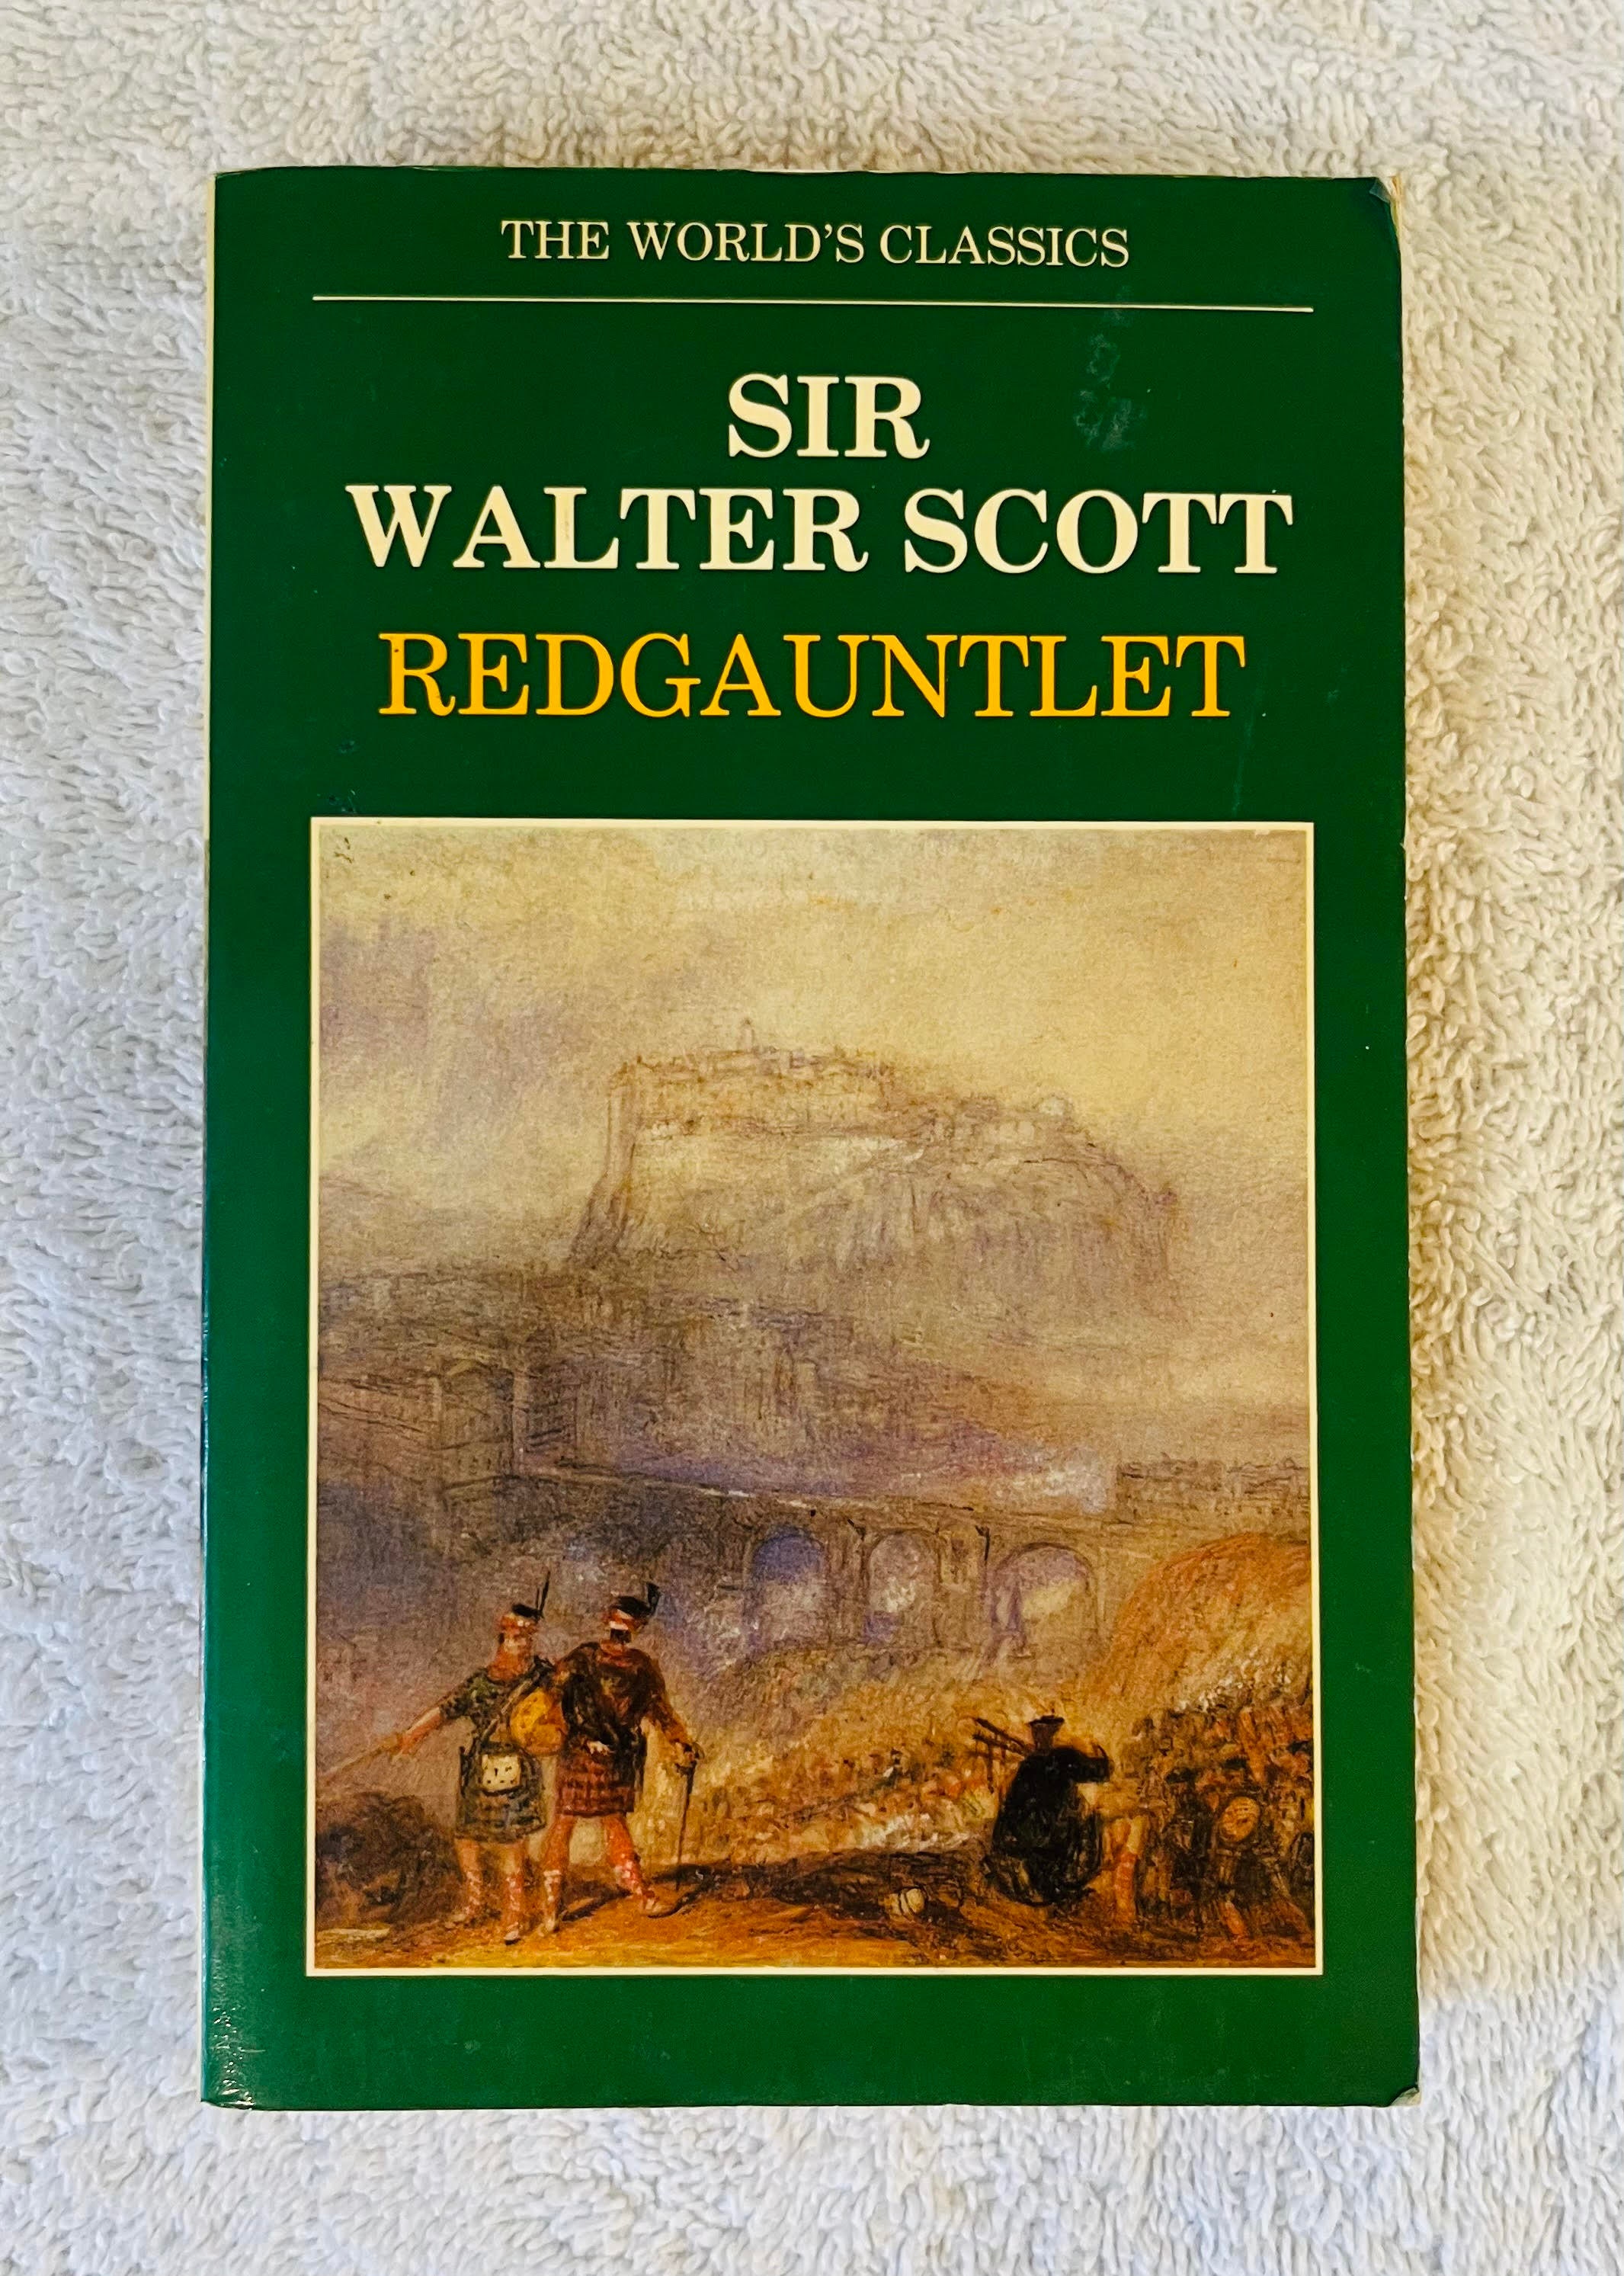 THE WORLD'S CLASSICS
SIR
WALTER SCOTT
REDGAUNTLET